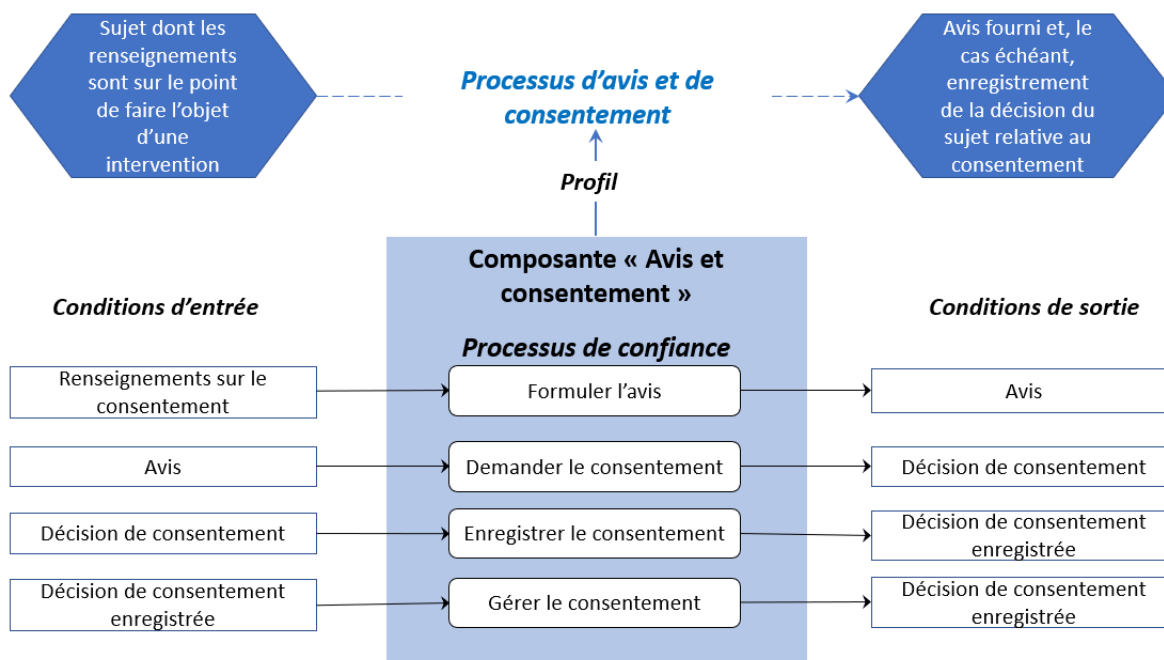 Sujet dont les
renseignements
sont sur le point
de faire l’objet
d’une
intervention
Processus d’avis et de
consentement
Avis fourni et, le
cas échéant,
enregistrement
de la décision du
sujet relative au
consentement
Profil
Composante « Avis et
consentement »
Conditions d’entrée
Conditions de sortie
Processus de confiance
Renseignements sur le
consentement
Formuler l’avis
Avis
Avis
Demander le consentement
Décision de consentement
Décision de consentement
Enregistrer le consentement
Décision de consentement
enregistrée
Décision de consentement
enregistrée
Gérer le consentement
Décision de consentement
enregistrée